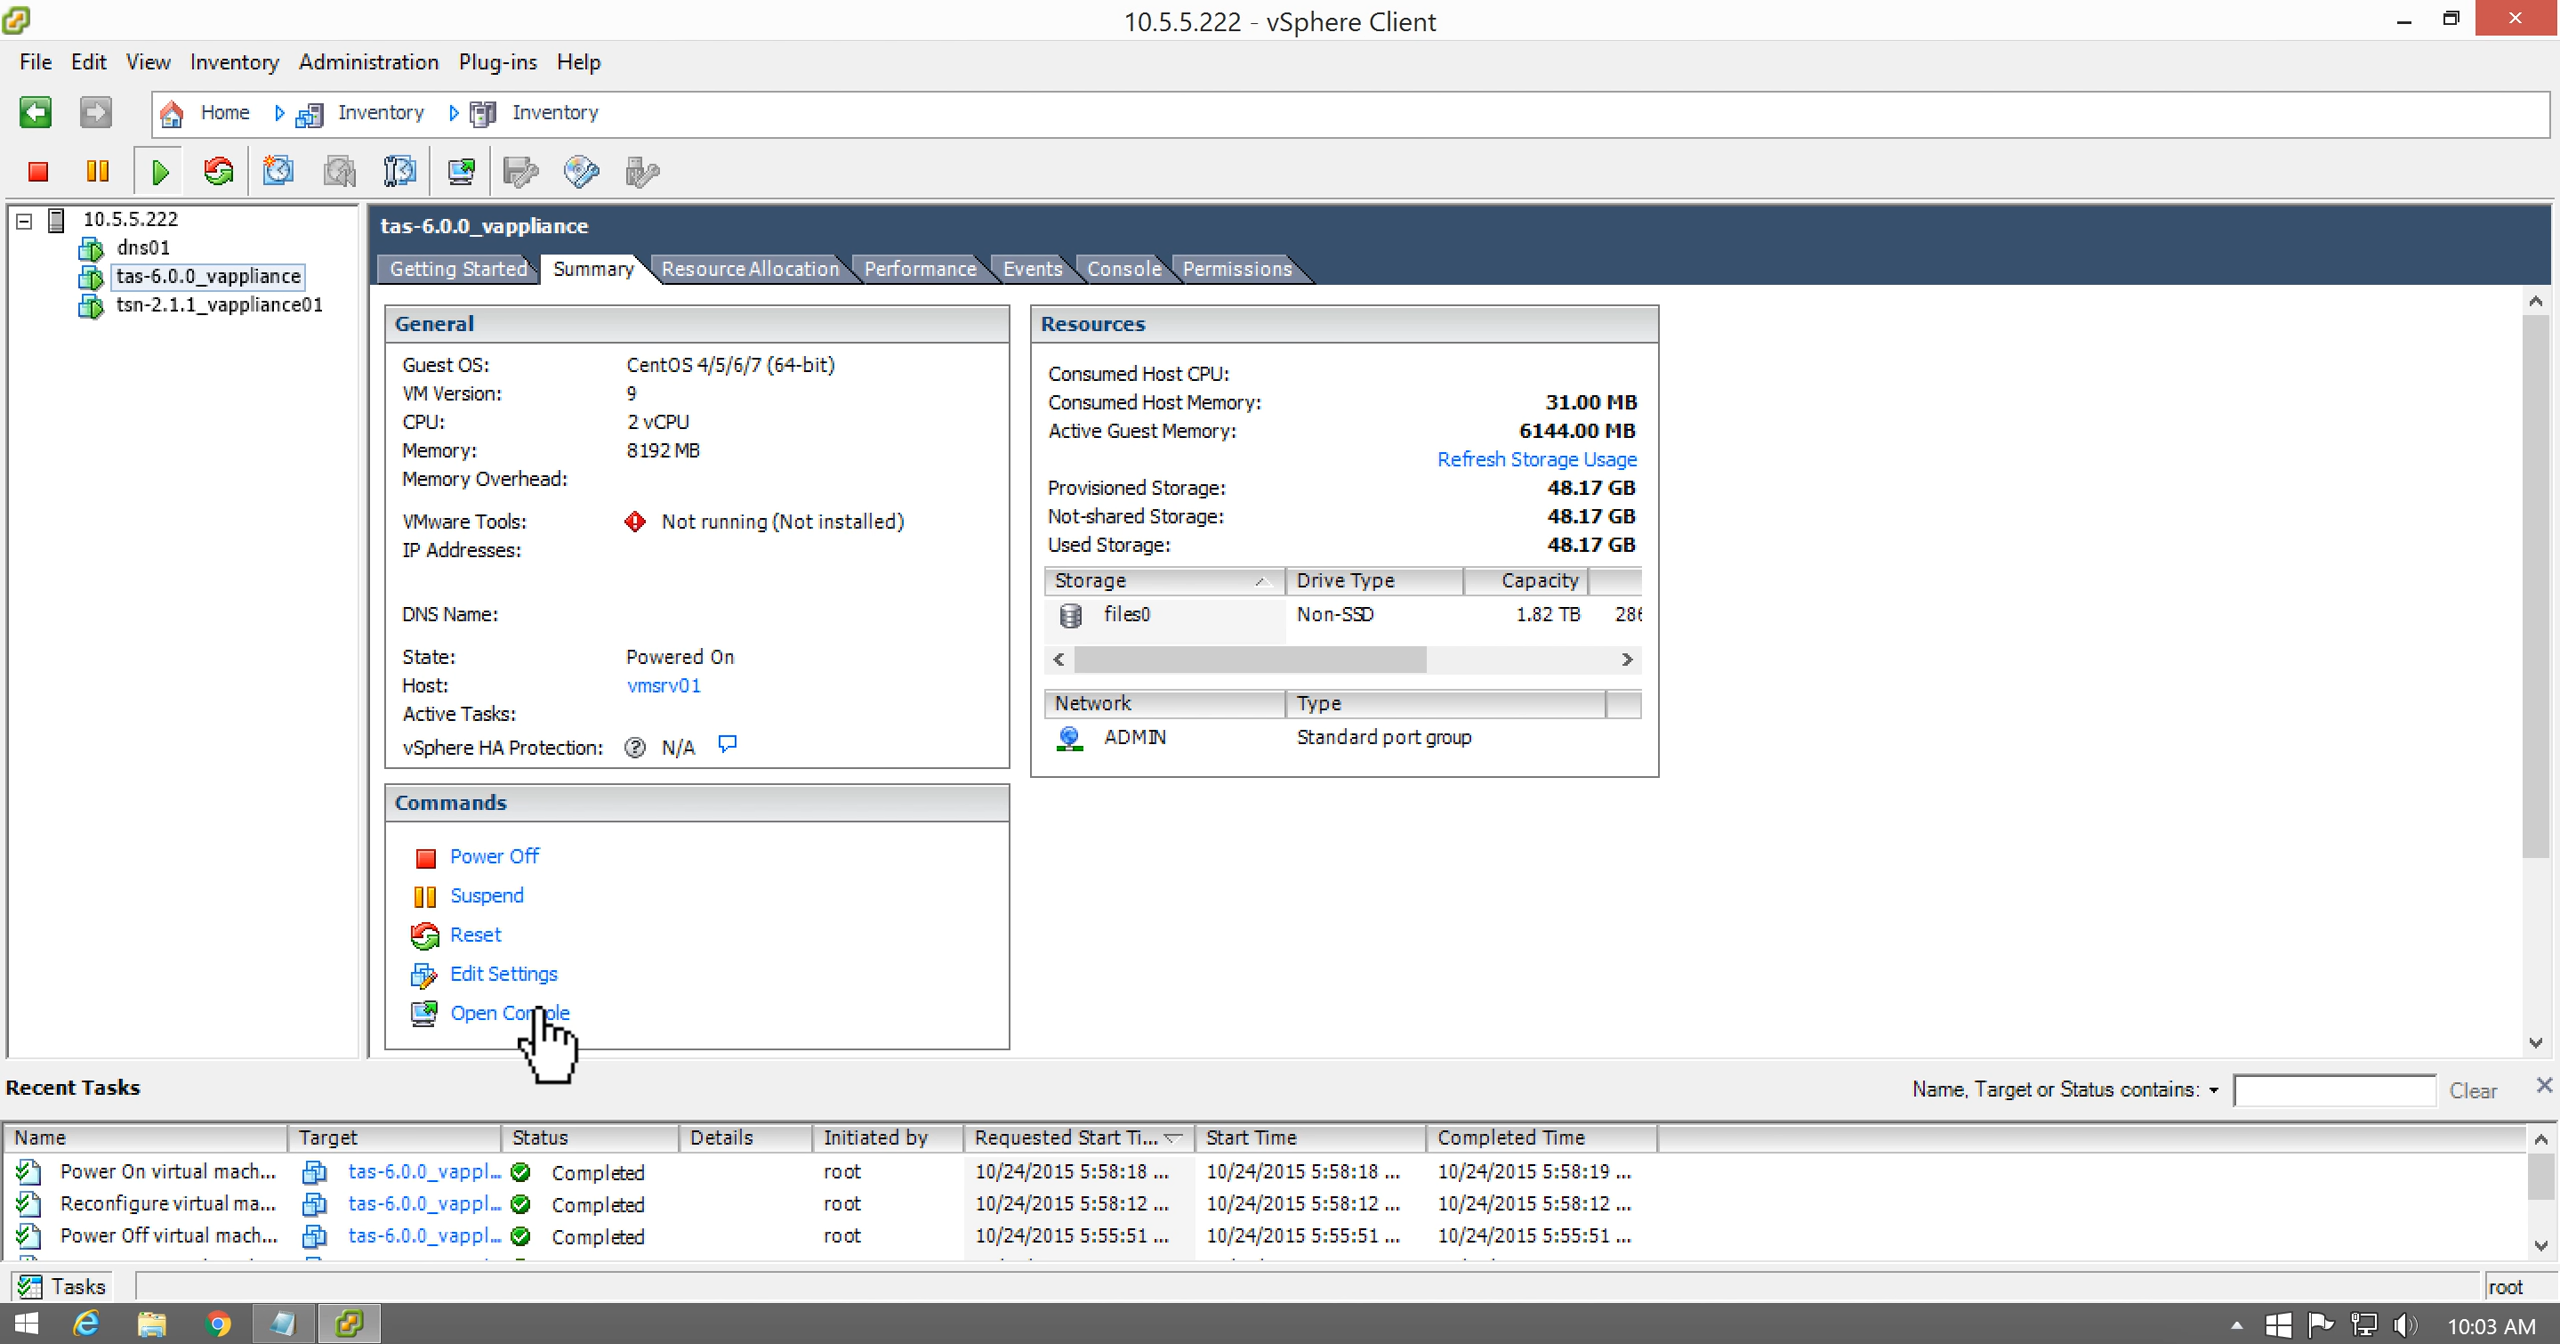 10.5.5.222 - vSphere Client
File Edit View Inventory Administration Plug-ins Help
Home Inventory Inventory
10.5.5.222
dns01
tas-6.0.0_vappliance
tsn-2.1.1_vappliance01
tas-6.0.0_vappliance
Getting Started Summary Resource Allocation Performance Events Console Permissions
General
Guest OS: CentOS 4/5/6/7 (64-bit)
VM Version: 9
CPU: 2 vCPU
Memory: 8192 MB
Memory Overhead:
VMware Tools: Not running (Not installed)
IP Addresses:
DNS Name:
State: Powered On
Host: vmsrv01
Active Tasks:
vSphere HA Protection: N/A
Commands
Power Off
Suspend
Reset
Edit Settings
Open Console
Resources
Consumed Host CPU:
Consumed Host Memory: 31.00 MB
Active Guest Memory: 6144.00 MB
Refresh Storage Usage
Provisioned Storage: 48.17 GB
Not-shared Storage: 48.17 GB
Used Storage: 48.17 GB
Storage Drive Type Capacity
files0 Non-SSD 1.82 TB 286
Network Type
ADMIN Standard port group
Recent Tasks Name, Target or Status contains: Clear
Name Target Status Details Initiated by Requested Start Ti... Start Time Completed Time
Power On virtual mach... tas-6.0.0_vappl... Completed root 10/24/2015 5:58:18 ... 10/24/2015 5:58:18 ... 10/24/2015 5:58:19 ...
Reconfigure virtual ma... tas-6.0.0_vappl... Completed root 10/24/2015 5:58:12 ... 10/24/2015 5:58:12 ... 10/24/2015 5:58:12 ...
Power Off virtual mach... tas-6.0.0_vappl... Completed root 10/24/2015 5:55:51 ... 10/24/2015 5:55:51 ... 10/24/2015 5:55:51 ...
Tasks root
10:03 AM